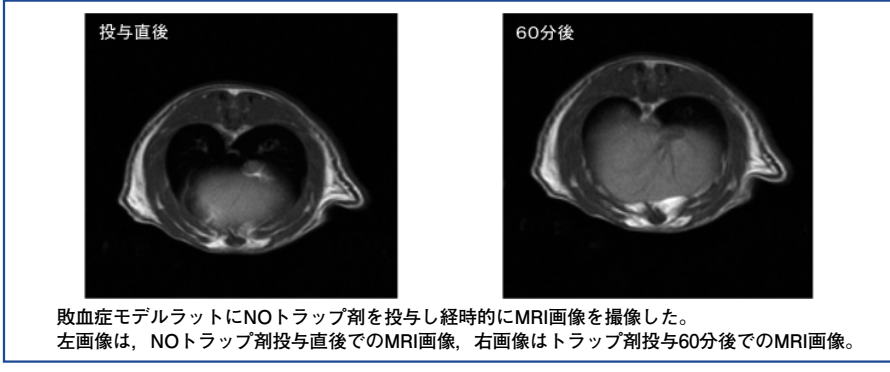 投与直後
60分後
敗血症モデルラットにNOトラップ剤を投与し経時的にMRI画像を撮像した。
左画像は，NOトラップ剤投与直後でのMRI画像，右画像はトラップ剤投与60分後でのMRI画像。